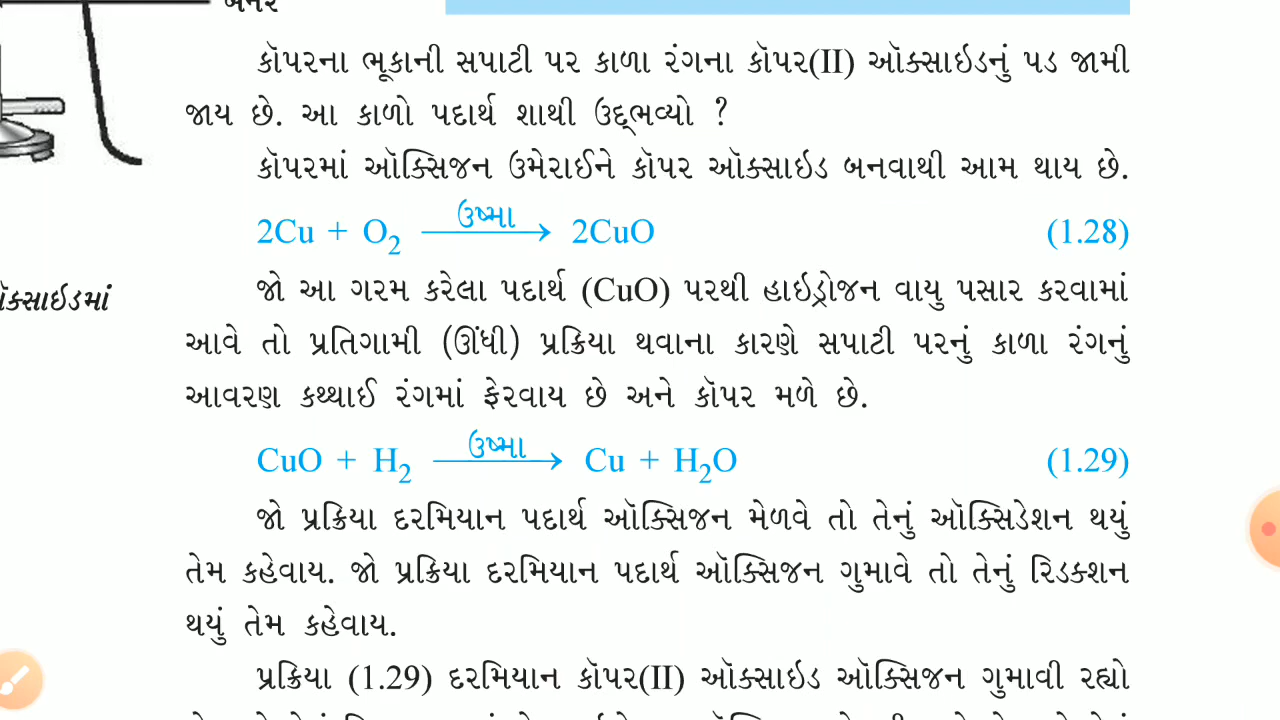 બર્નર
કૉપરના ભૂકાની સપાટી પર કાળા રંગના કૉપર(II) ઑક્સાઇડનું પડ જામી
જાય છે. આ કાળો પદાર્થ શાથી ઉદ્ભવ્યો ?
કૉપરમાં ઑક્સિજન ઉમેરાઈને કૉપર ઑક્સાઇડ બનવાથી આમ થાય છે.
2Cu + O₂ ⟶ (ઉષ્મા) 2CuO (1.28)
ઑક્સાઇડમાં
જો આ ગરમ કરેલા પદાર્થ (CuO) પરથી હાઇડ્રોજન વાયુ પસાર કરવામાં
આવે તો પ્રતિગામી (ઊંધી) પ્રક્રિયા થવાના કારણે સપાટી પરનું કાળા રંગનું
આવરણ કથ્થાઈ રંગમાં ફેરવાય છે અને કૉપર મળે છે.
CuO + H₂ ⟶ (ઉષ્મા) Cu + H₂O (1.29)
જો પ્રક્રિયા દરમિયાન પદાર્થ ઑક્સિજન મેળવે તો તેનું ઑક્સિડેશન થયું
તેમ કહેવાય. જો પ્રક્રિયા દરમિયાન પદાર્થ ઑક્સિજન ગુમાવે તો તેનું રિડક્શન
થયું તેમ કહેવાય.
પ્રક્રિયા (1.29) દરમિયાન કૉપર(II) ઑક્સાઇડ ઑક્સિજન ગુમાવી રહ્યો